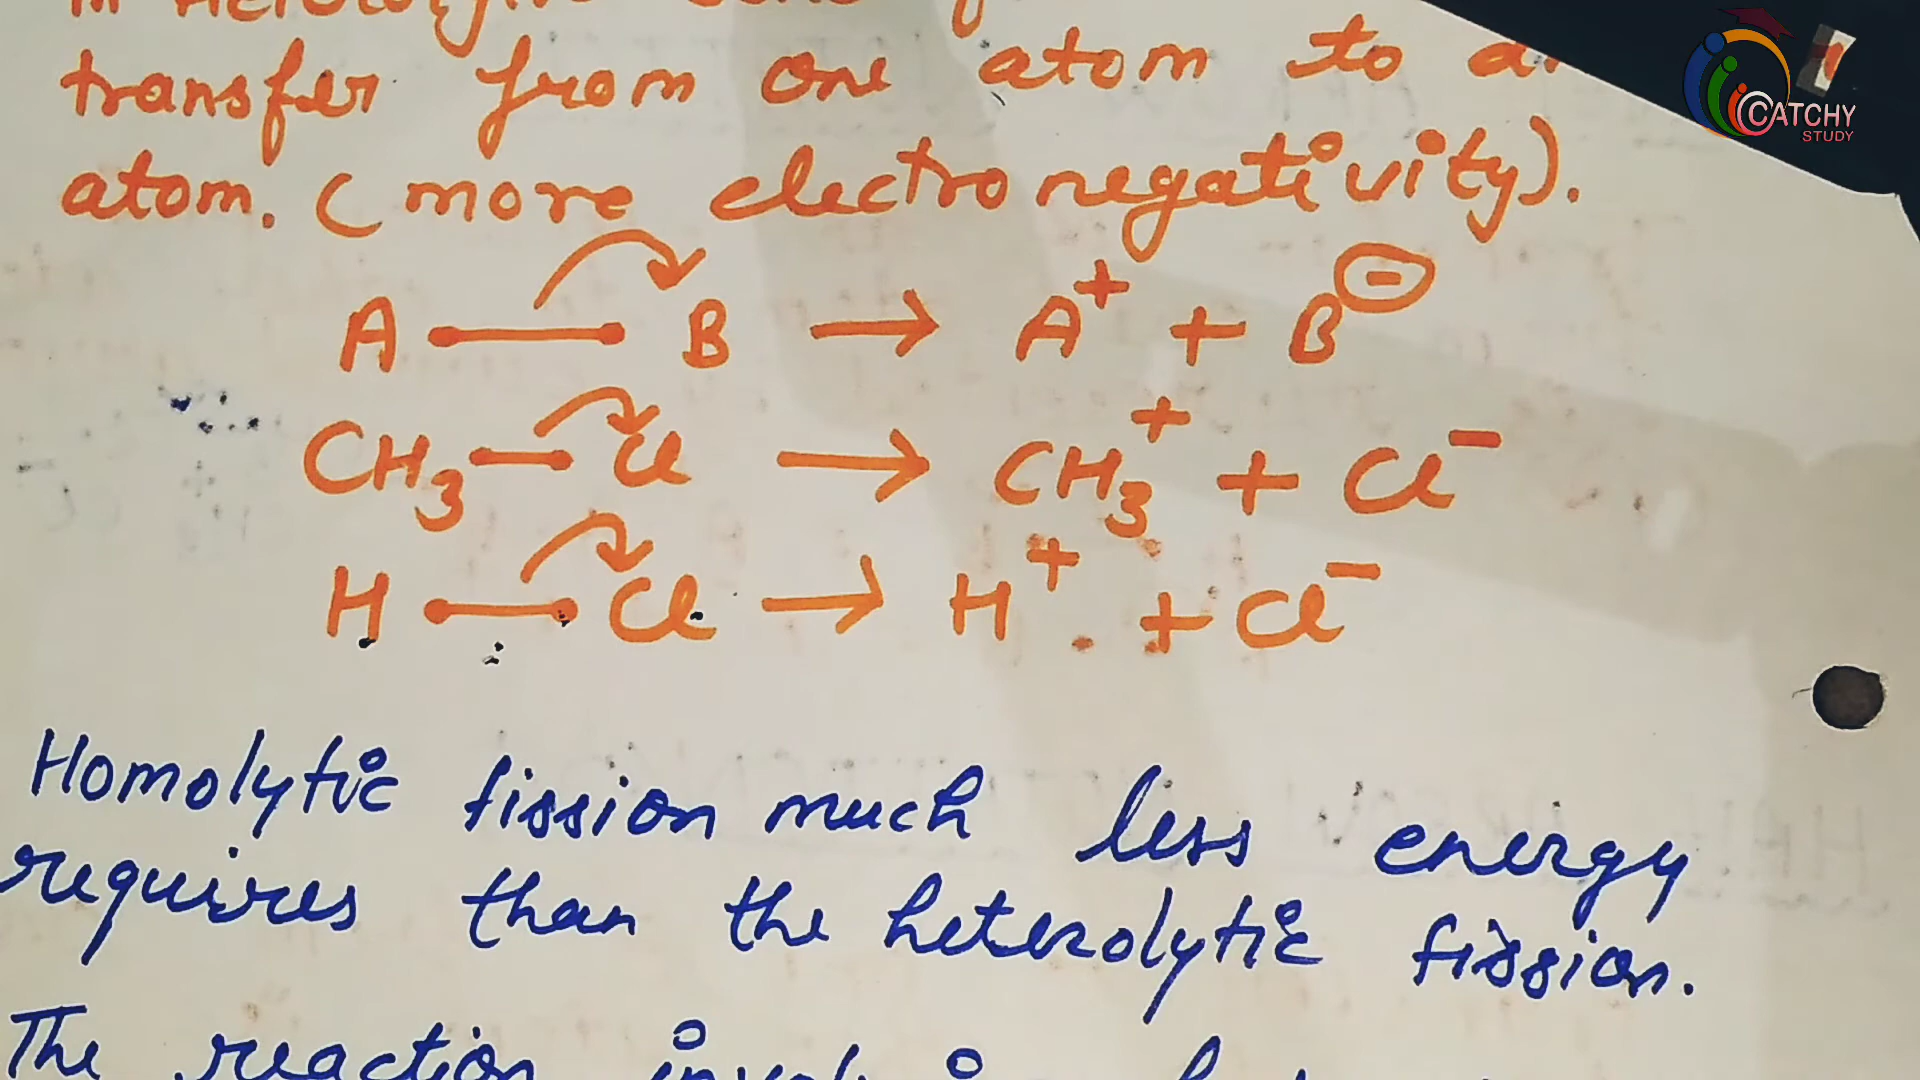 transfer from one atom to
atom. (more electronegativity).
A — B → A⁺ + B⊖
CH₃ — Cl → CH₃⁺ + Cl⁻
H — Cl → H⁺ + Cl⁻
Homolytic fission much less energy
requires than the heterolytic fission.
The reaction
CATCHY
STUDY